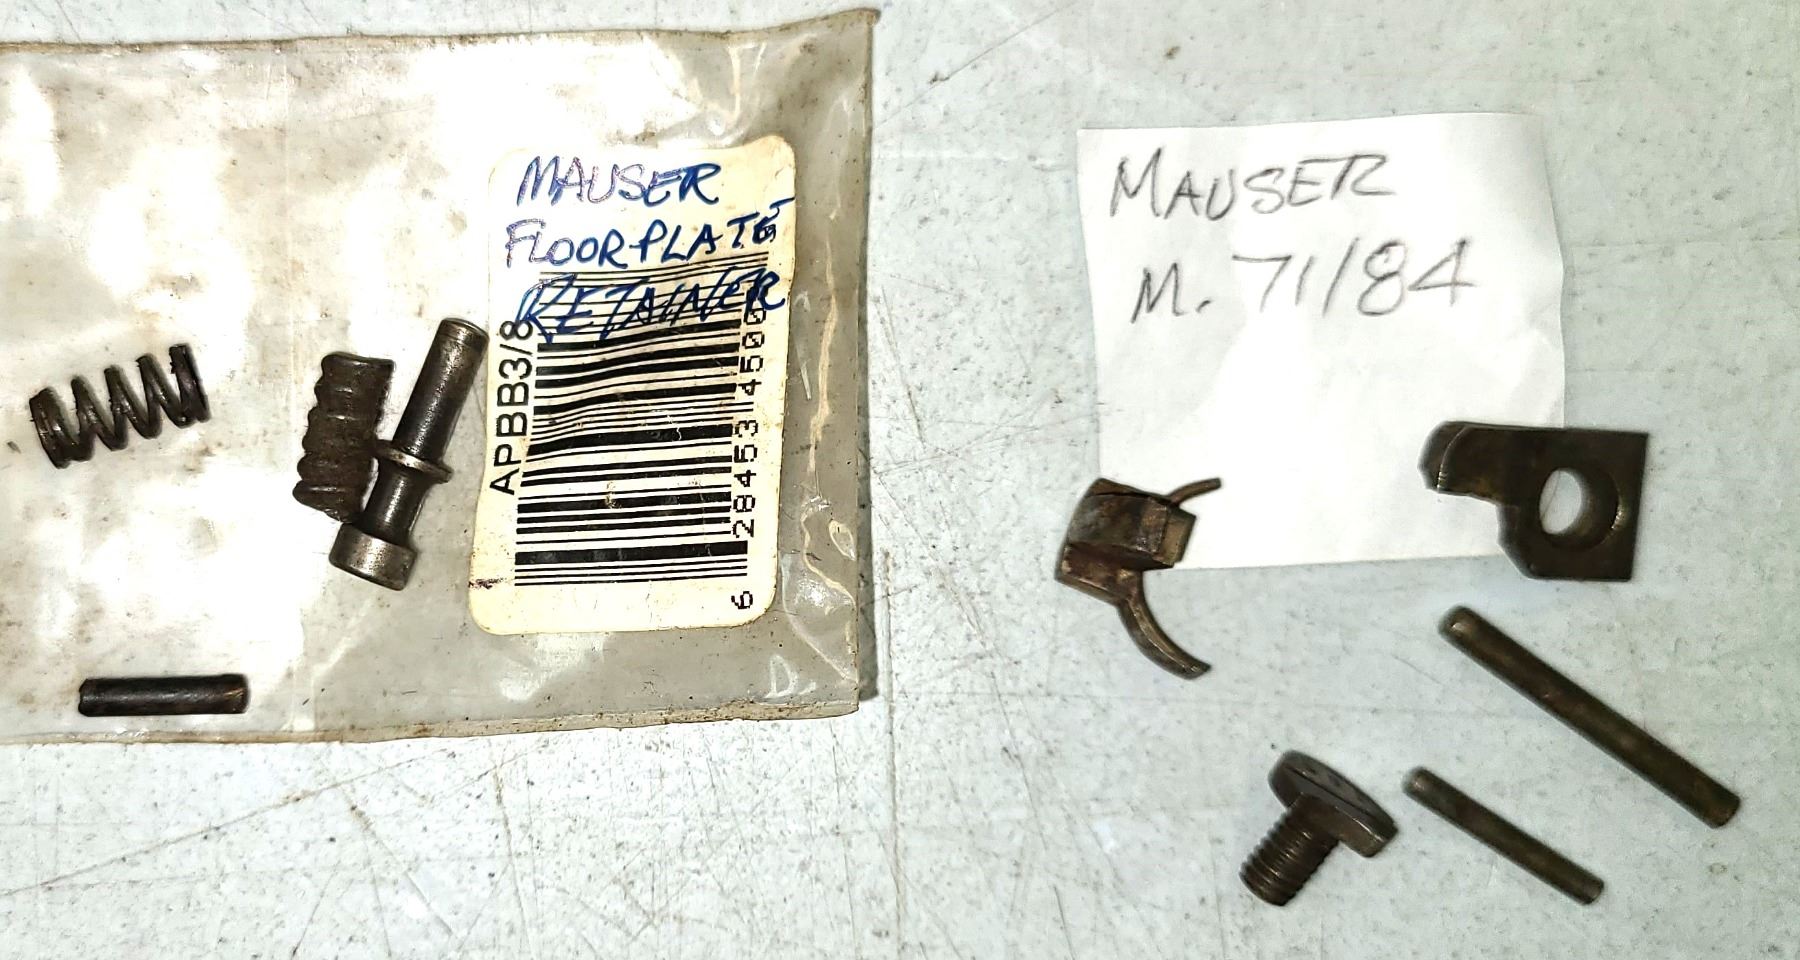 MAUSER
FLOORPLATE
RETAINER
APBB3/8
6 28453 14500
MAUSER
M. 71/84